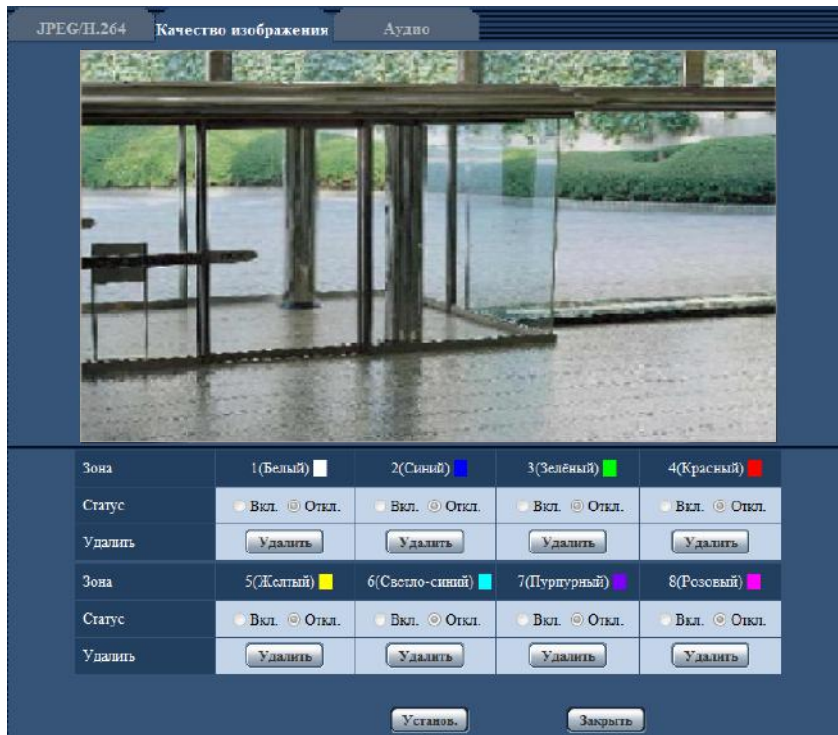 JPEG/H.264 Качество изображения Аудио
Зона 1(Белый) 2(Синий) 3(Зелёный) 4(Красный)
Статус Вкл. Откл. Вкл. Откл. Вкл. Откл. Вкл. Откл.
Удалить Удалить Удалить Удалить Удалить
Зона 5(Желтый) 6(Светло-синий) 7(Пурпурный) 8(Розовый)
Статус Вкл. Откл. Вкл. Откл. Вкл. Откл. Вкл. Откл.
Удалить Удалить Удалить Удалить Удалить
Установ. Закрыть